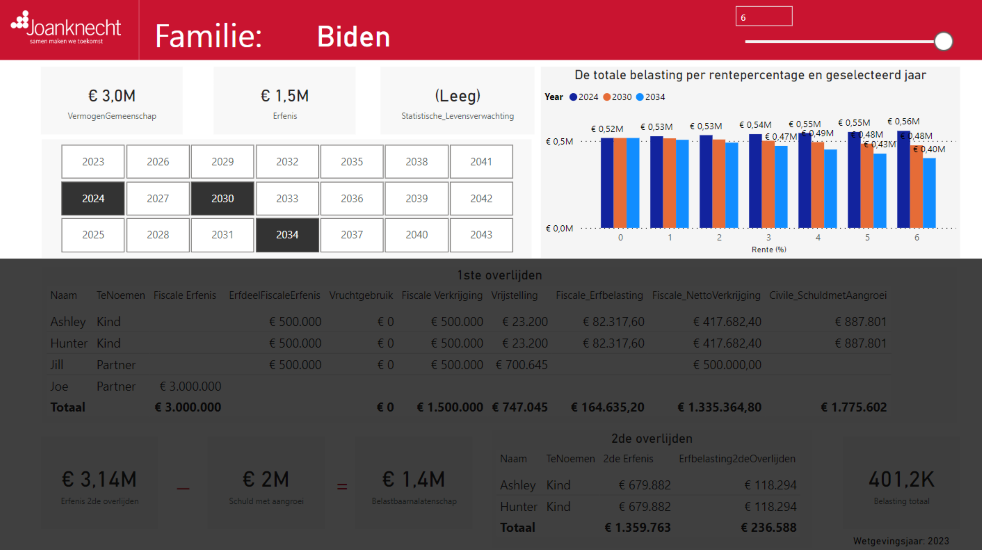 Joanknecht
samen maken we toekomst
Familie: Biden
6
€ 3,0M
VermogenGemeenschap
€ 1,5M
Erfenis
(Leeg)
Statistische_Levensverwachting
2023 2026 2029 2032 2035 2038 2041
2024 2027 2030 2033 2036 2039 2042
2025 2028 2031 2034 2037 2040 2043
De totale belasting per rentepercentage en geselecteerd jaar
Year 2024 2030 2034
€ 0,52M € 0,53M € 0,53M € 0,54M € 0,55M € 0,55M € 0,56M
€ 0,47M € 0,49M € 0,48M € 0,48M
€ 0,43M € 0,40M
€ 0,5M
€ 0,0M
0 1 2 3 4 5 6
Rente (%)
1ste overlijden
Naam TeNoemen Fiscale Erfenis ErfdeelFiscaleErfenis Vruchtgebruik Fiscale Verkrijging Vrijstelling Fiscale_Erfbelasting Fiscale_NettoVerkrijging Civile_SchuldmetAangroei
Ashley Kind € 500.000 € 0 € 500.000 € 23.200 € 82.317,60 € 417.682,40 € 887.801
Hunter Kind € 500.000 € 0 € 500.000 € 23.200 € 82.317,60 € 417.682,40 € 887.801
Jill Partner € 500.000 € 0 € 500.000 € 700.645 € 500.000,00
Joe Partner € 3.000.000
Totaal € 3.000.000 € 0 € 1.500.000 € 747.045 € 164.635,20 € 1.335.364,80 € 1.775.602
€ 3,14M
Erfenis 2de overlijden
−
€ 2M
Schuld met aangroei
=
€ 1,4M
Belastbaarnalatenschap
2de overlijden
Naam TeNoemen 2de Erfenis Erfbelasting2deOverlijden
Ashley Kind € 679.882 € 118.294
Hunter Kind € 679.882 € 118.294
Totaal € 1.359.763 € 236.588
401,2K
Belasting totaal
Wetgevingsjaar: 2023